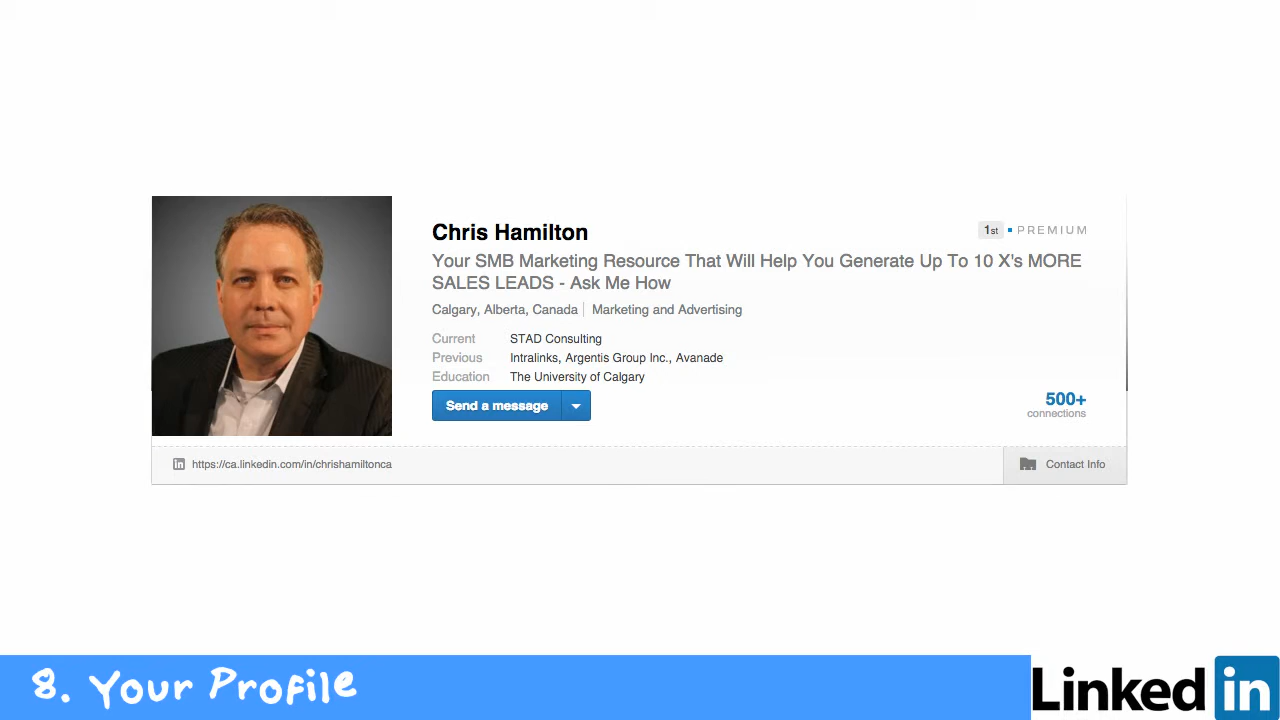 Chris Hamilton
1st PREMIUM
Your SMB Marketing Resource That Will Help You Generate Up To 10 X's MORE
SALES LEADS - Ask Me How
Calgary, Alberta, Canada | Marketing and Advertising
Current STAD Consulting
Previous Intralinks, Argentis Group Inc., Avanade
Education The University of Calgary
Send a message
500+
connections
in https://ca.linkedin.com/in/chrishamiltonca
Contact Info
8. Your Profile
Linked in